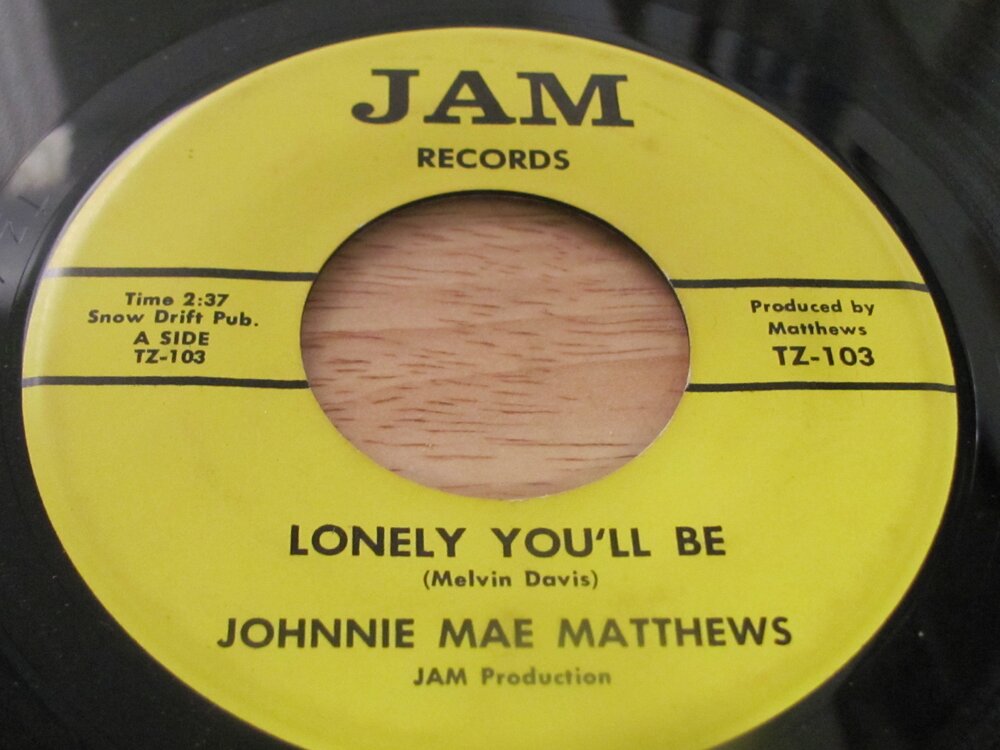 JAM
RECORDS
Time 2:37
Snow Drift Pub.
A SIDE
TZ-103
Produced by
Matthews
TZ-103
LONELY YOU'LL BE
(Melvin Davis)
JOHNNIE MAE MATTHEWS
JAM Production